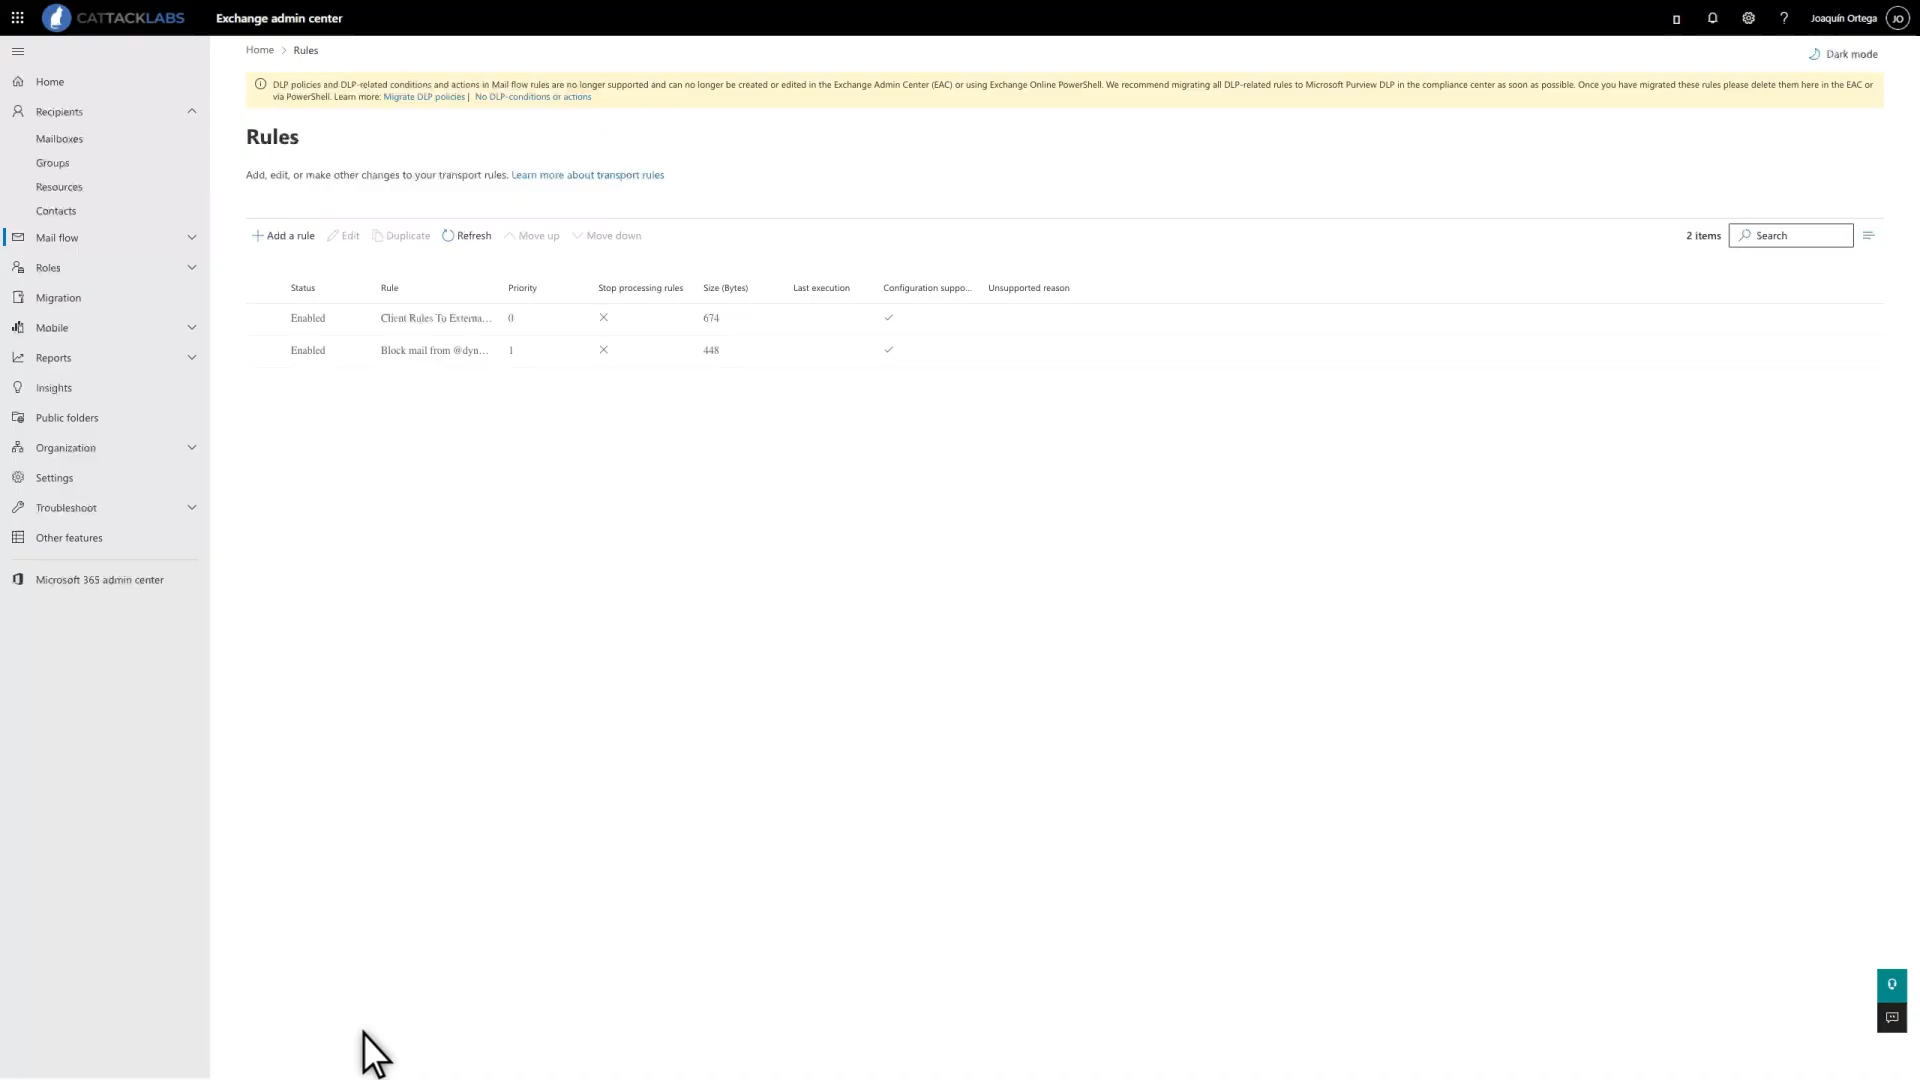 CATTACKLABS
Exchange admin center
Joaquín Ortega
JO
Home
Rules
Dark mode
DLP policies and DLP-related conditions and actions in Mail flow rules are no longer supported and can no longer be created or edited in the Exchange Admin Center (EAC) or using Exchange Online PowerShell. We recommend migrating all DLP-related rules to Microsoft Purview DLP in the compliance center as soon as possible. Once you have migrated these rules please delete them here in the EAC or
via PowerShell. Learn more: Migrate DLP policies | No DLP-conditions or actions
Home
Recipients
Mailboxes
Groups
Resources
Contacts
Mail flow
Roles
Migration
Mobile
Reports
Insights
Public folders
Organization
Settings
Troubleshoot
Other features
Microsoft 365 admin center
Rules
Add, edit, or make other changes to your transport rules. Learn more about transport rules
Add a rule Edit Duplicate Refresh Move up Move down
2 items Search
Status Rule Priority Stop processing rules Size (Bytes) Last execution Configuration suppo... Unsupported reason
Enabled Client Rules To Externa... 0 674
Enabled Block mail from @dyn... 1 448